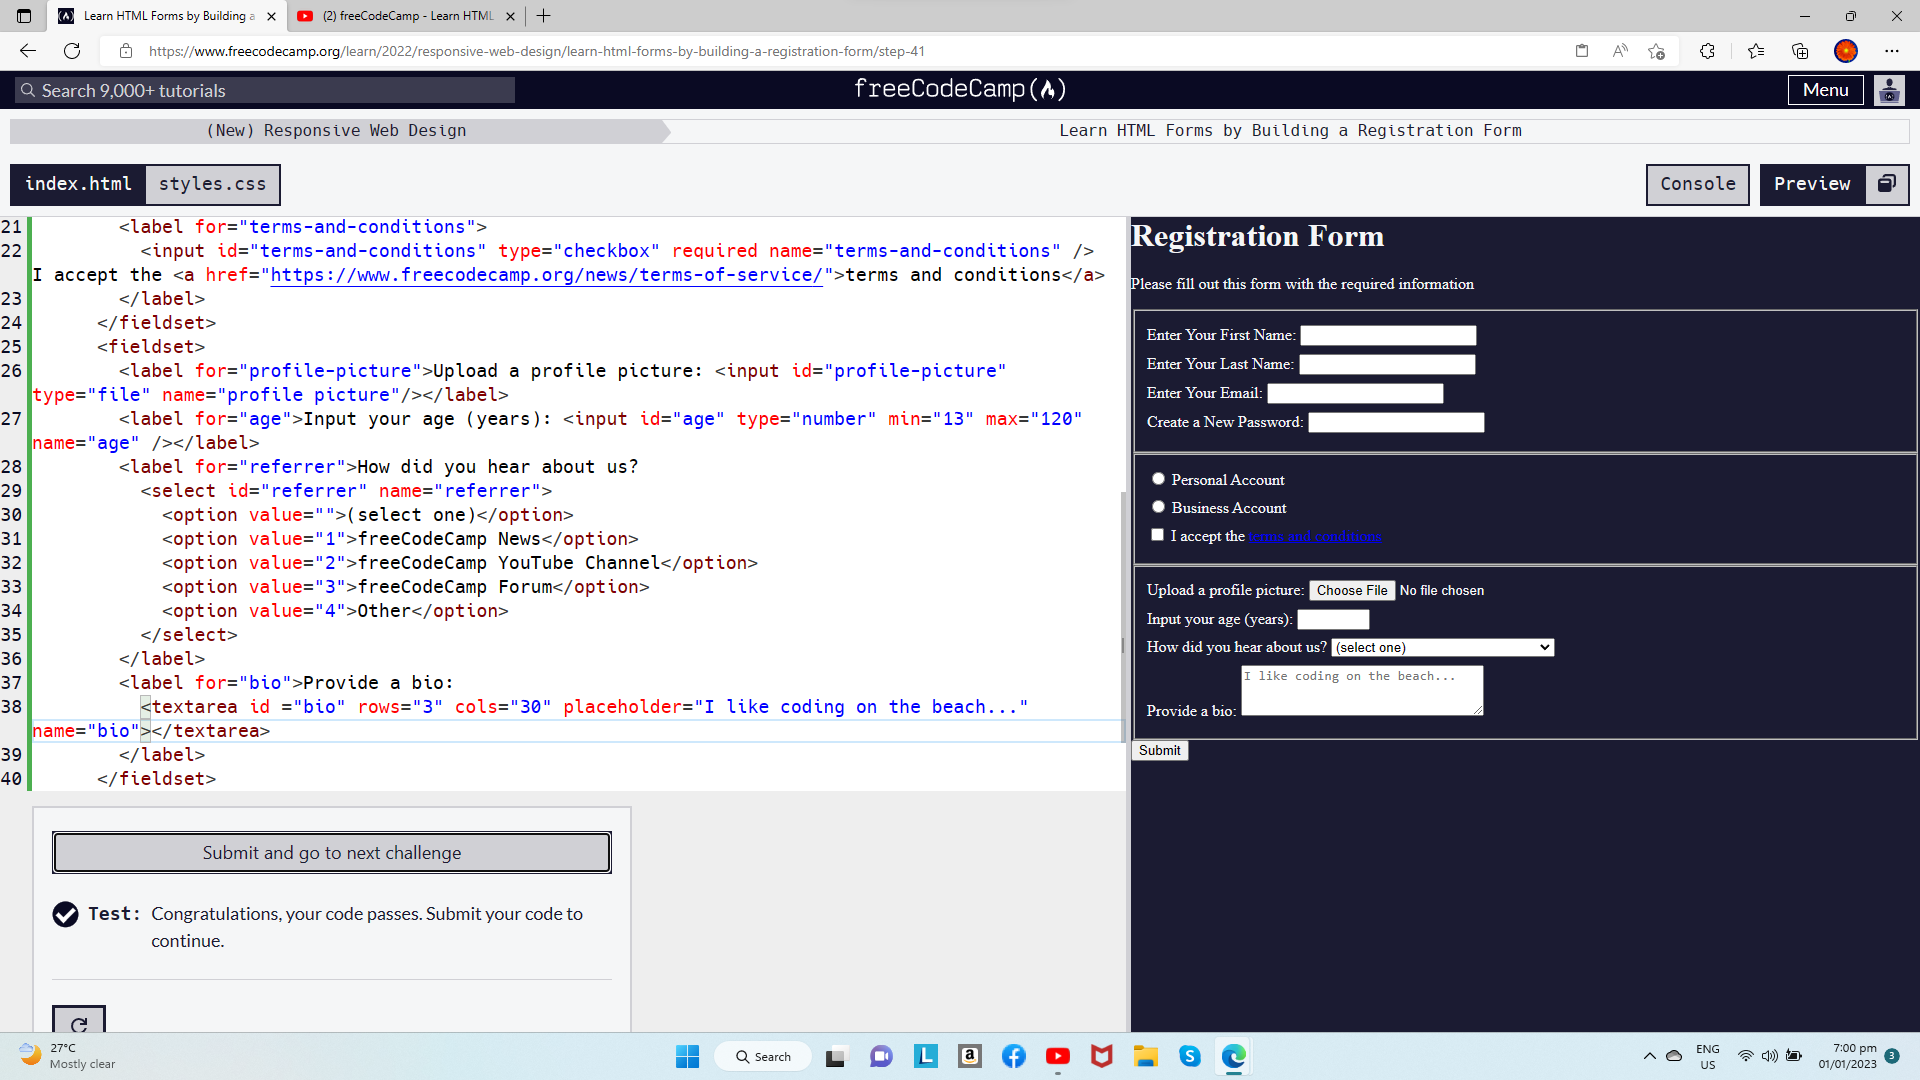 Learn HTML Forms by Building a
(2) freeCodeCamp - Learn HTML
https://www.freecodecamp.org/learn/2022/responsive-web-design/learn-html-forms-by-building-a-registration-form/step-41
Search 9,000+ tutorials
freeCodeCamp
Menu
(New) Responsive Web Design
Learn HTML Forms by Building a Registration Form
index.html
styles.css
Console
Preview
21 <label for="terms-and-conditions">
22 <input id="terms-and-conditions" type="checkbox" required name="terms-and-conditions" />
I accept the <a href="https://www.freecodecamp.org/news/terms-of-service/">terms and conditions</a>
23 </label>
24 </fieldset>
25 <fieldset>
26 <label for="profile-picture">Upload a profile picture: <input id="profile-picture"
type="file" name="profile picture"/></label>
27 <label for="age">Input your age (years): <input id="age" type="number" min="13" max="120"
name="age" /></label>
28 <label for="referrer">How did you hear about us?
29 <select id="referrer" name="referrer">
30 <option value="">(select one)</option>
31 <option value="1">freeCodeCamp News</option>
32 <option value="2">freeCodeCamp YouTube Channel</option>
33 <option value="3">freeCodeCamp Forum</option>
34 <option value="4">Other</option>
35 </select>
36 </label>
37 <label for="bio">Provide a bio:
38 <textarea id ="bio" rows="3" cols="30" placeholder="I like coding on the beach..."
name="bio"></textarea>
39 </label>
40 </fieldset>
Submit and go to next challenge
Test: Congratulations, your code passes. Submit your code to
continue.
Registration Form
Please fill out this form with the required information
Enter Your First Name:
Enter Your Last Name:
Enter Your Email:
Create a New Password:
Personal Account
Business Account
I accept the terms and conditions
Upload a profile picture: Choose File No file chosen
Input your age (years):
How did you hear about us? (select one)
I like coding on the beach...
Provide a bio:
Submit
27°C
Mostly clear
Search
L
a
S
ENG
US
7:00 pm
01/01/2023
3